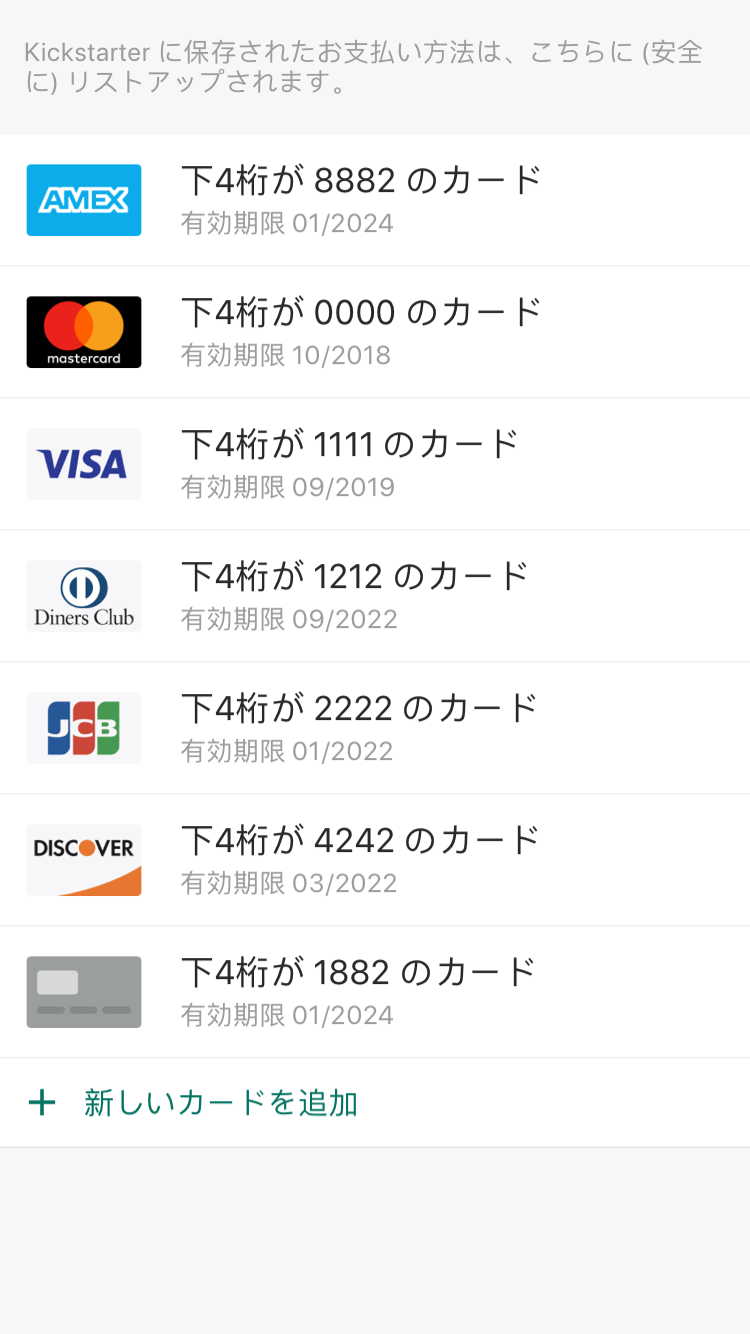 Kickstarter に保存されたお支払い方法は、こちらに (安全
に) リストアップされます。
AMEX
下4桁が 8882 のカード
有効期限 01/2024
mastercard
下4桁が 0000 のカード
有効期限 10/2018
VISA
下4桁が 1111 のカード
有効期限 09/2019
Diners Club
下4桁が 1212 のカード
有効期限 09/2022
JCB
下4桁が 2222 のカード
有効期限 01/2022
DISCOVER
下4桁が 4242 のカード
有効期限 03/2022
下4桁が 1882 のカード
有効期限 01/2024
+ 新しいカードを追加